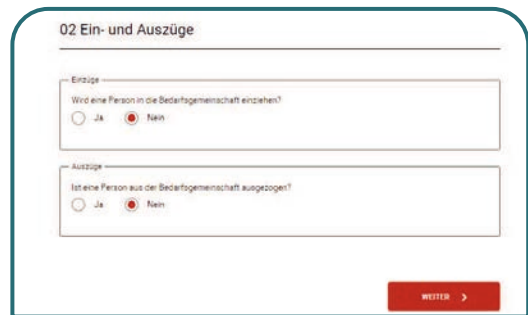 02 Ein- und Auszüge
Einzüge
Wird eine Person in die Bedarfsgemeinschaft einziehen?
Ja Nein
Auszüge
Ist eine Person aus der Bedarfsgemeinschaft ausgezogen?
Ja Nein
WEITER >